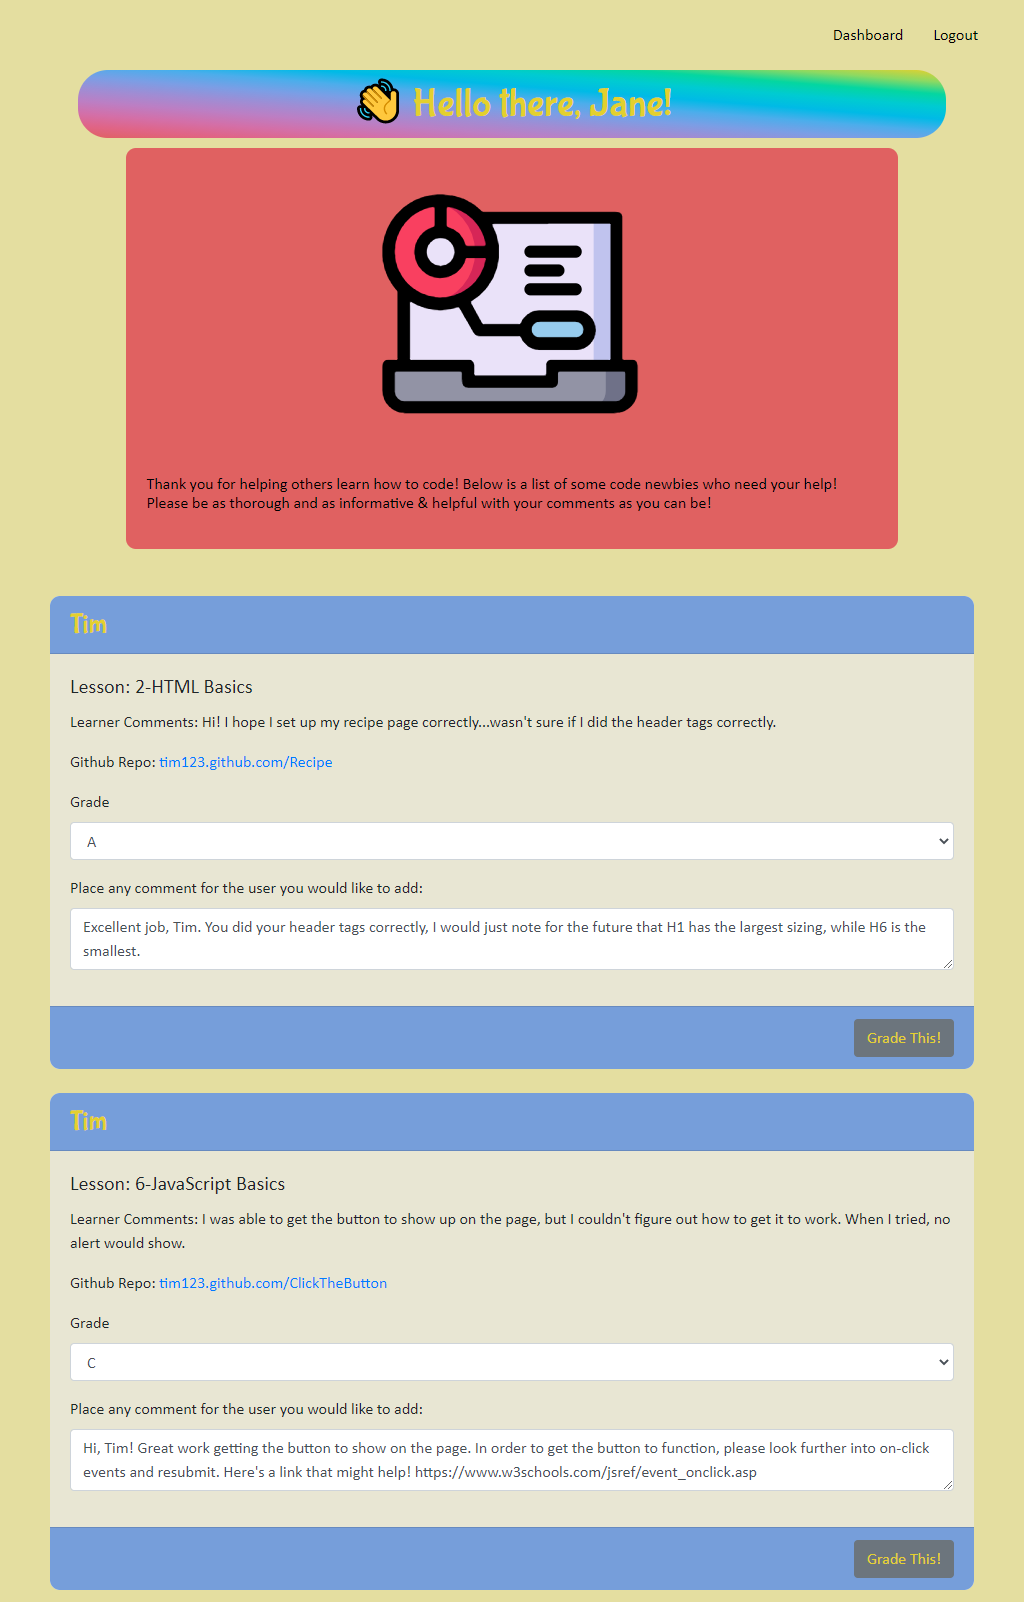 Dashboard Logout
Hello there, Jane!
Thank you for helping others learn how to code! Below is a list of some code newbies who need your help!
Please be as thorough and as informative & helpful with your comments as you can be!
Tim
Lesson: 2-HTML Basics
Learner Comments: Hi! I hope I set up my recipe page correctly...wasn't sure if I did the header tags correctly.
Github Repo: tim123.github.com/Recipe
Grade
A
Place any comment for the user you would like to add:
Excellent job, Tim. You did your header tags correctly, I would just note for the future that H1 has the largest sizing, while H6 is the
smallest.
Grade This!
Tim
Lesson: 6-JavaScript Basics
Learner Comments: I was able to get the button to show up on the page, but I couldn't figure out how to get it to work. When I tried, no
alert would show.
Github Repo: tim123.github.com/ClickTheButton
Grade
C
Place any comment for the user you would like to add:
Hi, Tim! Great work getting the button to show on the page. In order to get the button to function, please look further into on-click
events and resubmit. Here's a link that might help! https://www.w3schools.com/jsref/event_onclick.asp
Grade This!